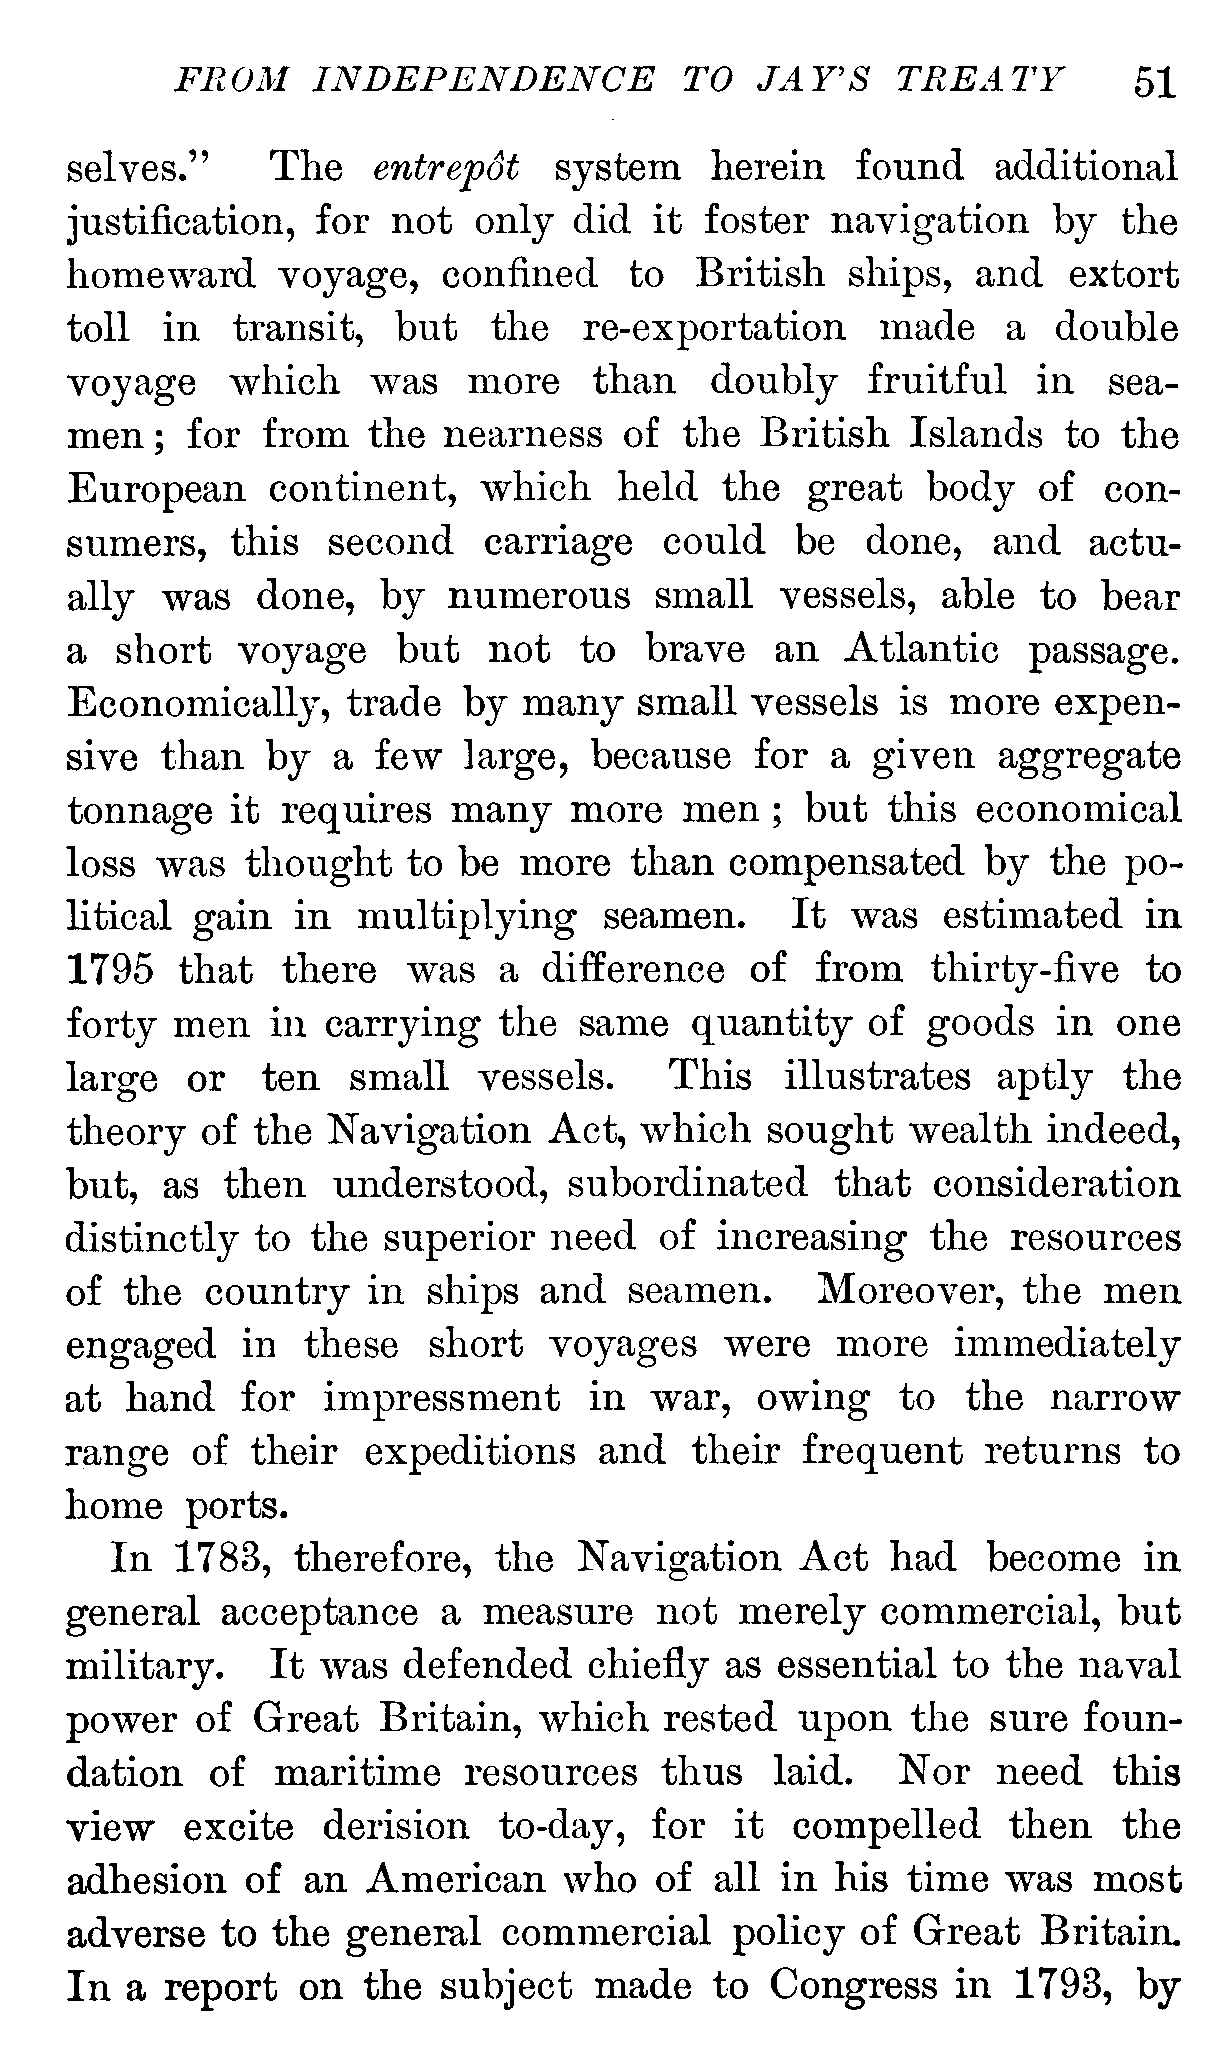 FROM INDEPENDENCE TO JAY'S TREATY 51
selves." The entrepôt system herein found additional
justification, for not only did it foster navigation by the
homeward voyage, confined to British ships, and extort
toll in transit, but the re-exportation made a double
voyage which was more than doubly fruitful in sea-
men; for from the nearness of the British Islands to the
European continent, which held the great body of con-
sumers, this second carriage could be done, and actu-
ally was done, by numerous small vessels, able to bear
a short voyage but not to brave an Atlantic passage.
Economically, trade by many small vessels is more expen-
sive than by a few large, because for a given aggregate
tonnage it requires many more men; but this economical
loss was thought to be more than compensated by the po-
litical gain in multiplying seamen. It was estimated in
1795 that there was a difference of from thirty-five to
forty men in carrying the same quantity of goods in one
large or ten small vessels. This illustrates aptly the
theory of the Navigation Act, which sought wealth indeed,
but, as then understood, subordinated that consideration
distinctly to the superior need of increasing the resources
of the country in ships and seamen. Moreover, the men
engaged in these short voyages were more immediately
at hand for impressment in war, owing to the narrow
range of their expeditions and their frequent returns to
home ports.
In 1783, therefore, the Navigation Act had become in
general acceptance a measure not merely commercial, but
military. It was defended chiefly as essential to the naval
power of Great Britain, which rested upon the sure foun-
dation of maritime resources thus laid. Nor need this
view excite derision to-day, for it compelled then the
adhesion of an American who of all in his time was most
adverse to the general commercial policy of Great Britain.
In a report on the subject made to Congress in 1793, by